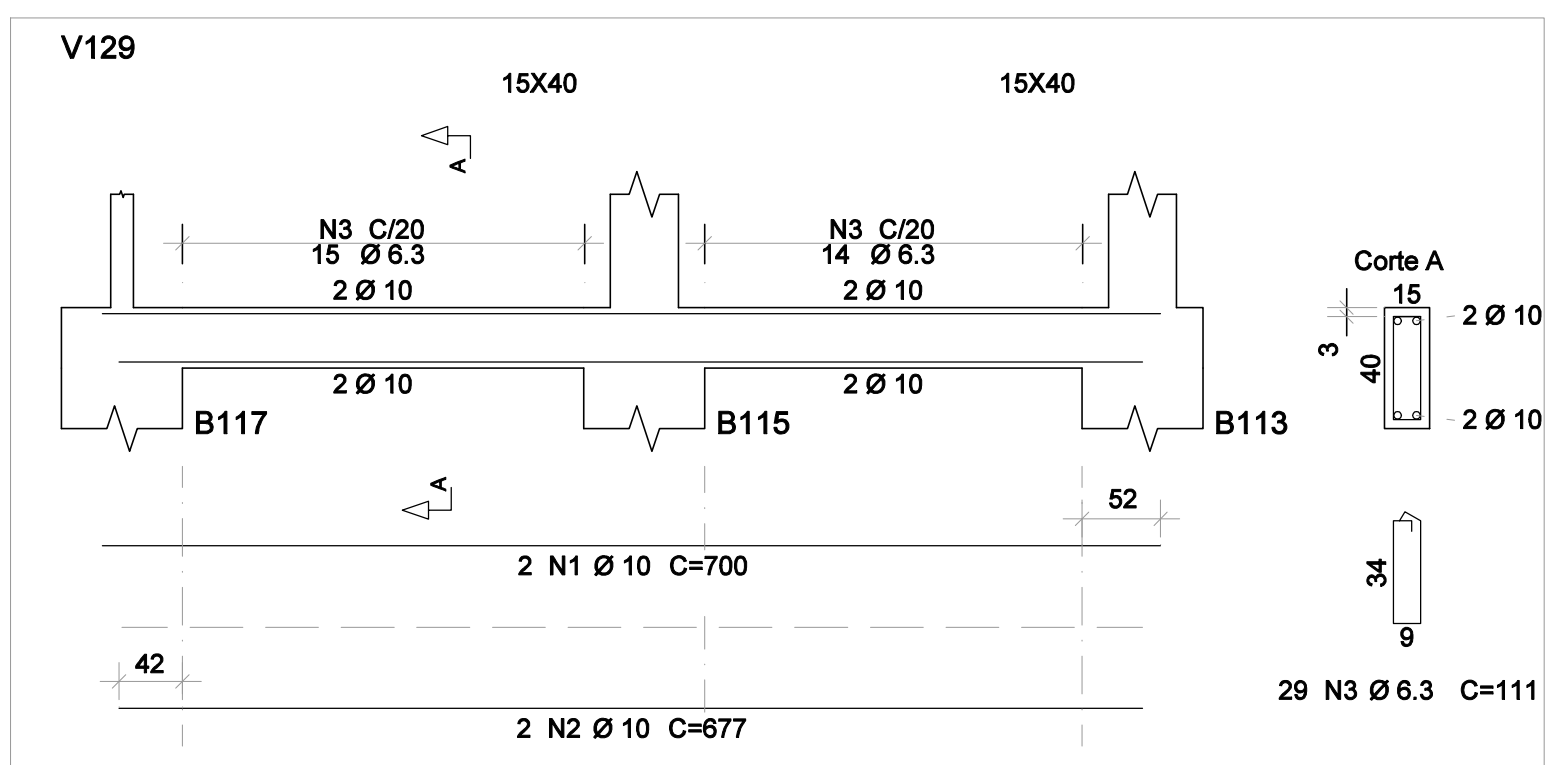 V129
15X40
15X40
A
N3 C/20
15 Ø 6.3
2 Ø 10
N3 C/20
14 Ø 6.3
2 Ø 10
Corte A
15
2 Ø 10
3
40
2 Ø 10
2 Ø 10
2 Ø 10
B117
B115
B113
A
52
2 N1 Ø 10 C=700
34
9
42
29 N3 Ø 6.3 C=111
2 N2 Ø 10 C=677